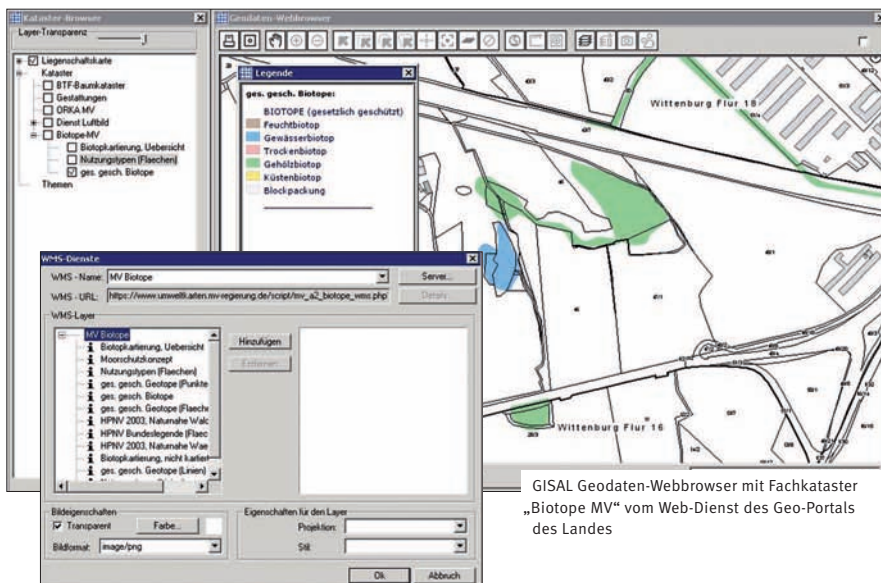 Kataster-Browser
Layer-Transparenz
Liegenschaftskarte
Kataster
BTF-Baumkataster
Gestattungen
ORKA MV
Dienst Luftbild
Biotope-MV
Biotopkartierung, Uebersicht
Nutzungstypen (Flaechen)
ges. gesch. Biotope
Themen
Geodaten-Webbrowser
Legende
ges. gesch. Biotope:
BIOTOPE (gesetzlich geschützt)
Feuchtbiotop
Gewässerbiotop
Trockenbiotop
Gehölzbiotop
Küstenbiotop
Blockpackung
Wittenburg Flur 18
Wittenburg Flur 16
WMS-Dienste
WMS - Name: MV Biotope
Server...
WMS - URL: https://www.umweltkarten.mv-regierung.de/script/mv_a2_biotope_wms.php
Details...
WMS-Layer
MV Biotope
Biotopkartierung, Uebersicht
Moorschutzkonzept
Nutzungstypen (Flaechen)
ges. gesch. Geotope (Punkte
ges. gesch. Biotope
ges. gesch. Geotope (Flaeche
HPNV 2003, Naturnahe Walc
HPNV Bundeslegende (Flaec
HPNV 2003, Naturnahe Wae
Biotopkartierung, nicht kartiert
ges. gesch. Geotope (Linien)
Hinzufügen
Entfernen
Bildeigenschaften
Transparent
Farbe...
Bildformat: image/png
Eigenschaften für den Layer
Projektion:
Stil:
Ok
Abbruch
GISAL Geodaten-Webbrowser mit Fachkataster
„Biotope MV“ vom Web-Dienst des Geo-Portals
des Landes